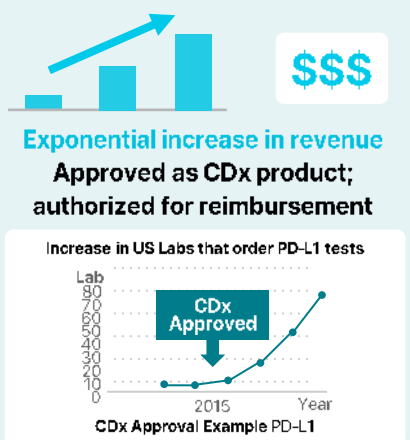 $$$
Exponential increase in revenue
Approved as CDx product;
authorized for reimbursement
Increase in US Labs that order PD-L1 tests
Lab
80
70
60
50
40
30
20
10
0
CDx
Approved
2015
Year
CDx Approval Example PD-L1